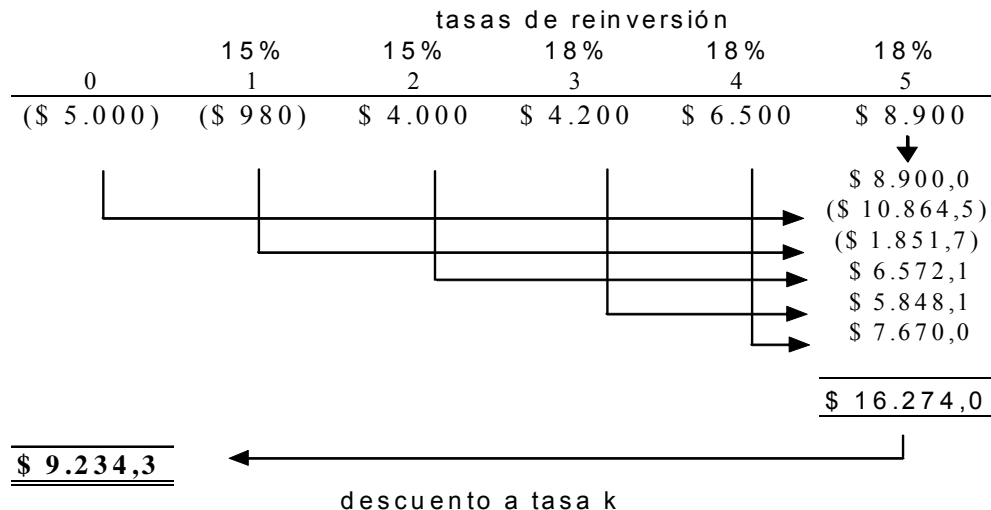 tasas de reinversión
15% 15% 18% 18% 18%
0 1 2 3 4 5
($ 5.000) ($ 980) $ 4.000 $ 4.200 $ 6.500 $ 8.900
$ 8.900,0
($ 10.864,5)
($ 1.851,7)
$ 6.572,1
$ 5.848,1
$ 7.670,0
$ 16.274,0
$ 9.234,3
descuento a tasa k